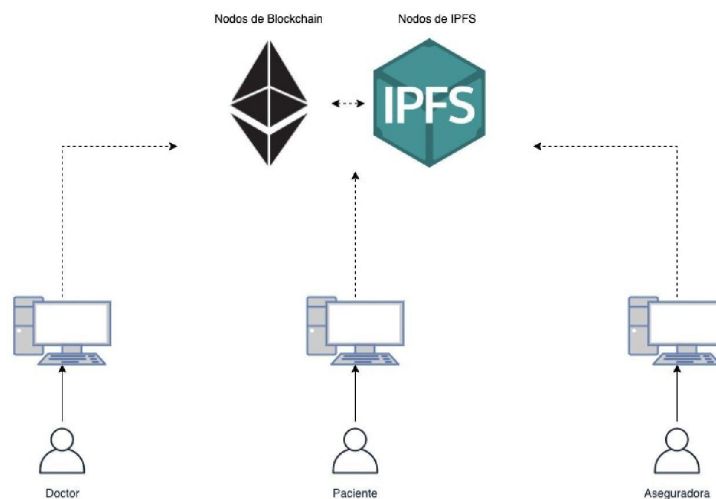 Nodos de Blockchain
Nodos de IPFS
IPFS
Doctor
Paciente
Aseguradora